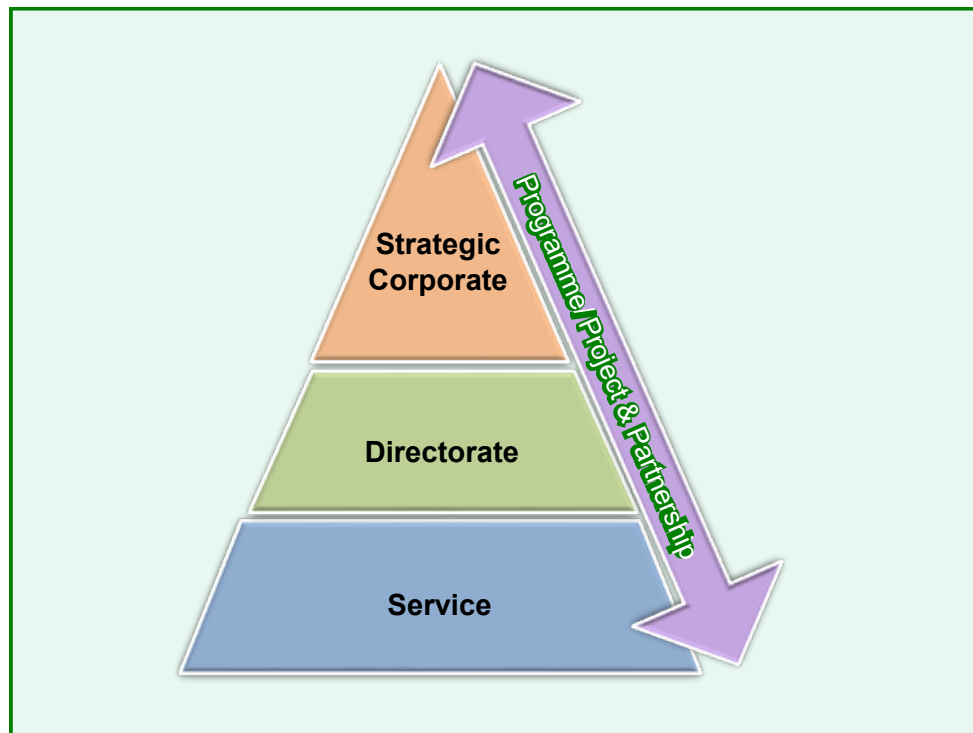 Strategic
Corporate
Programme/Project & Partnership
Directorate
Service